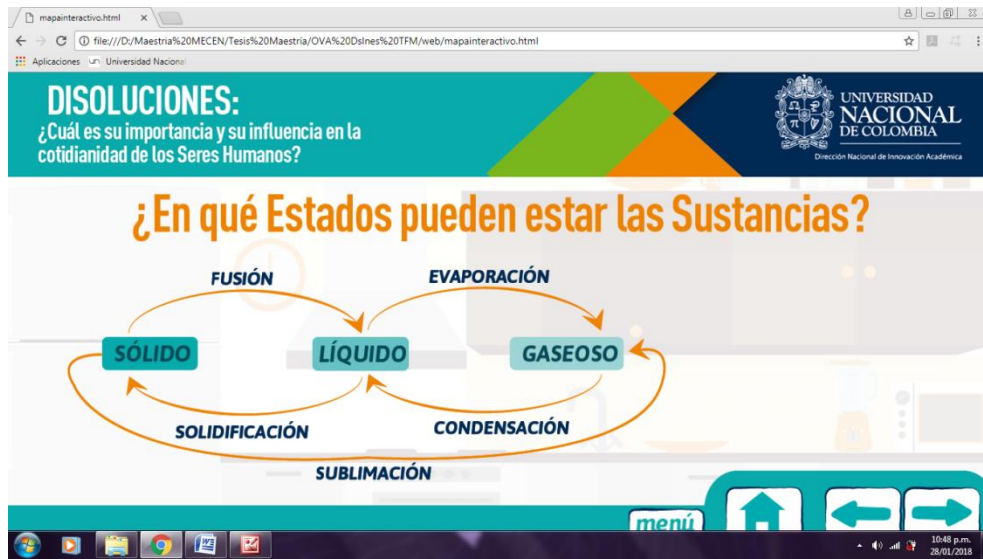 mapainteractivo.html
file:///D:/Maestria%20MECEN/Tesis%20Maestria/OVA%20DsInes%20TFM/web/mapainteractivo.html
Aplicaciones
Universidad Nacional
DISOLUCIONES:
¿Cuál es su importancia y su influencia en la
cotidianidad de los Seres Humanos?
UNIVERSIDAD
NACIONAL
DE COLOMBIA
Dirección Nacional de Innovación Académica
¿En qué Estados pueden estar las Sustancias?
FUSIÓN
EVAPORACIÓN
SÓLIDO
LÍQUIDO
GASEOSO
SOLIDIFICACIÓN
CONDENSACIÓN
SUBLIMACIÓN
menú
10:48 p.m.
28/01/2018